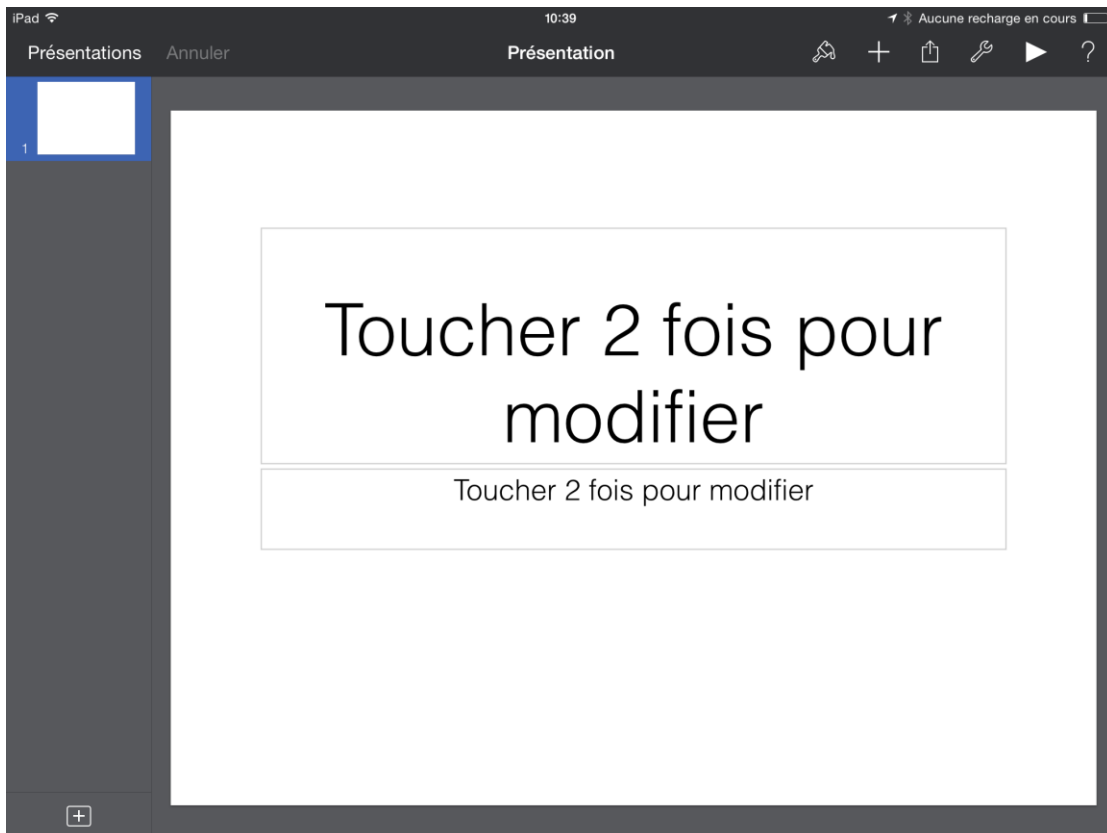 iPad 10:39 Aucune recharge en cours
Présentations Annuler Présentation ?
1
Toucher 2 fois pour
modifier
Toucher 2 fois pour modifier